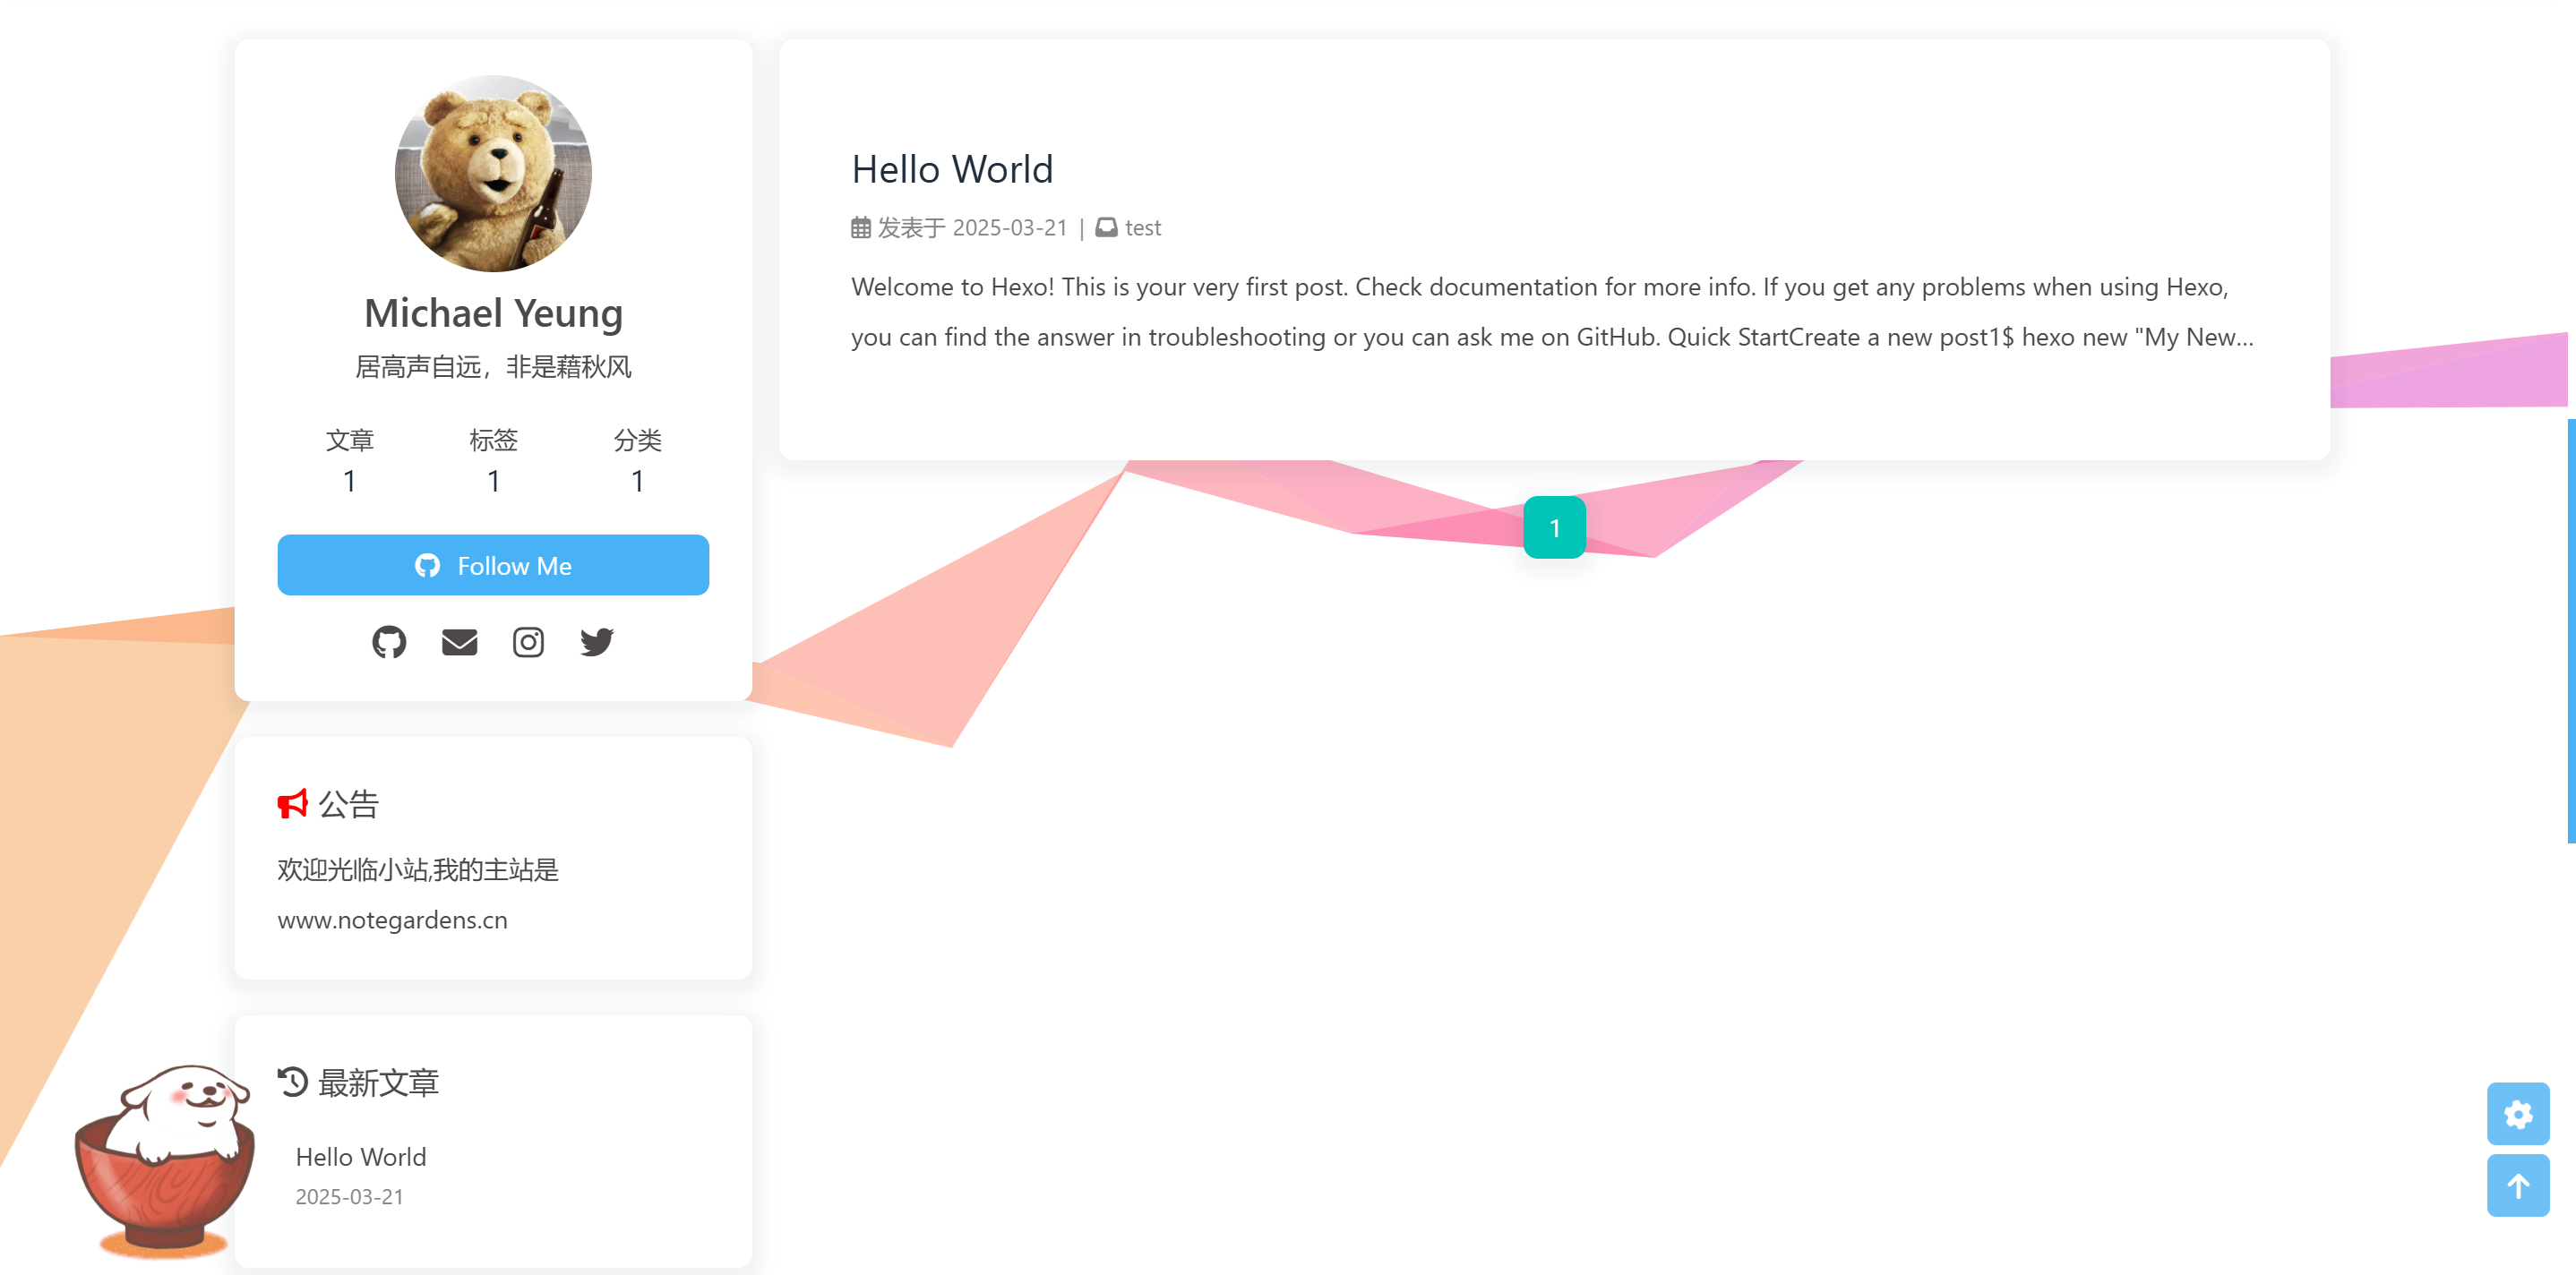 Michael Yeung
居高声自远，非是藉秋风
文章 标签 分类
1 1 1
Follow Me
公告
欢迎光临小站,我的主站是
www.notegardens.cn
最新文章
Hello World
2025-03-21
Hello World
发表于 2025-03-21 | test
Welcome to Hexo! This is your very first post. Check documentation for more info. If you get any problems when using Hexo,
you can find the answer in troubleshooting or you can ask me on GitHub. Quick StartCreate a new post1$ hexo new "My New...
1